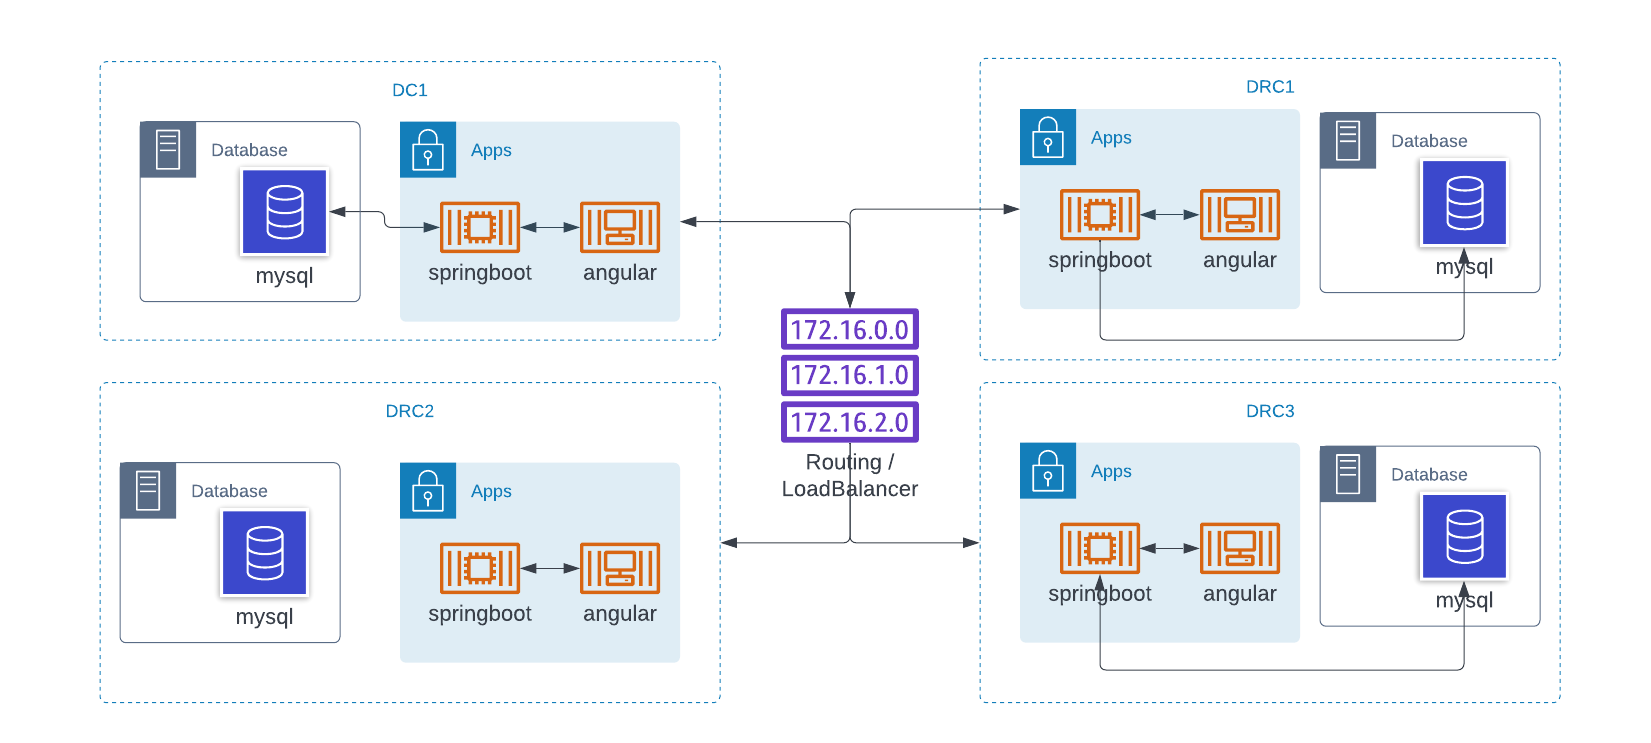 DC1
Database
mysql
Apps
springboot
angular
DRC1
Apps
springboot
angular
Database
mysql
172.16.0.0
172.16.1.0
172.16.2.0
Routing /
LoadBalancer
DRC2
Database
mysql
Apps
springboot
angular
DRC3
Apps
springboot
angular
Database
mysql